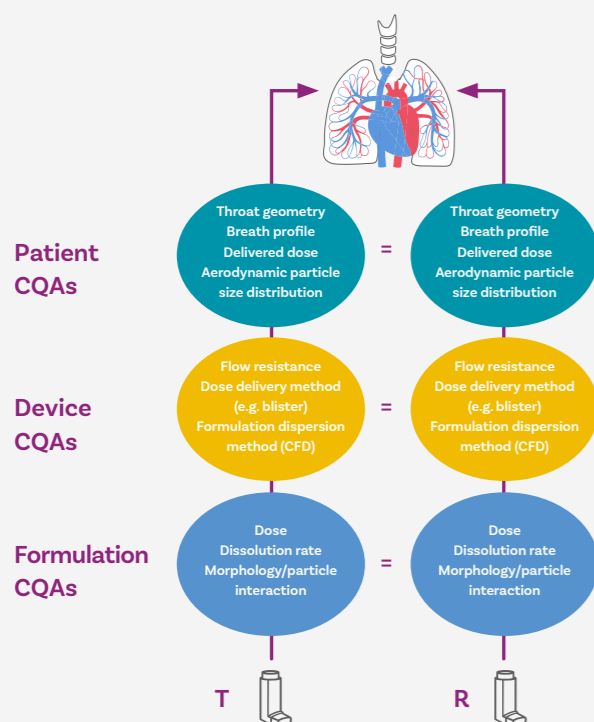 Patient
CQAs
Throat geometry
Breath profile
Delivered dose
Aerodynamic particle
size distribution
=
Throat geometry
Breath profile
Delivered dose
Aerodynamic particle
size distribution
Device
CQAs
Flow resistance
Dose delivery method
(e.g. blister)
Formulation dispersion
method (CFD)
=
Flow resistance
Dose delivery method
(e.g. blister)
Formulation dispersion
method (CFD)
Formulation
CQAs
Dose
Dissolution rate
Morphology/particle
interaction
=
Dose
Dissolution rate
Morphology/particle
interaction
T
R